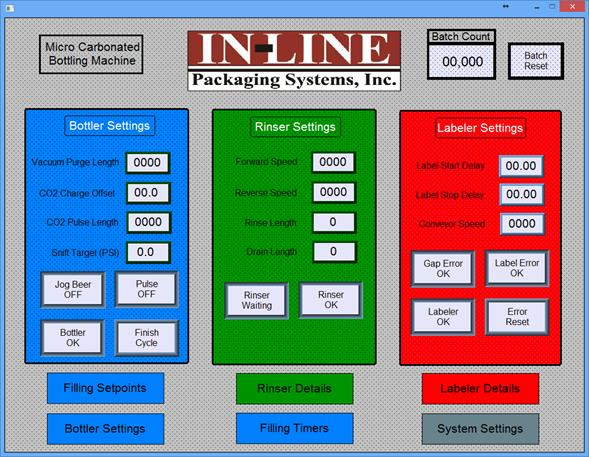 Micro Carbonated
Bottling Machine
IN-LINE
Packaging Systems, Inc.
Batch Count
00,000
Batch
Reset
Bottler Settings
Vacuum Purge Length 0000
CO2 Charge Offset 00.0
CO2 Pulse Length 0000
Snift Target (PSI) 0.0
Jog Beer
OFF
Pulse
OFF
Bottler
OK
Finish
Cycle
Rinser Settings
Forward Speed 0000
Reverse Speed 0000
Rinse Length 0
Drain Length 0
Rinser
Waiting
Rinser
OK
Labeler Settings
Label Start Delay 00.00
Label Stop Delay 00.00
Conveyor Speed 0000
Gap Error
OK
Label Error
OK
Labeler
OK
Error
Reset
Filling Setpoints
Rinser Details
Labeler Details
Bottler Settings
Filling Timers
System Settings